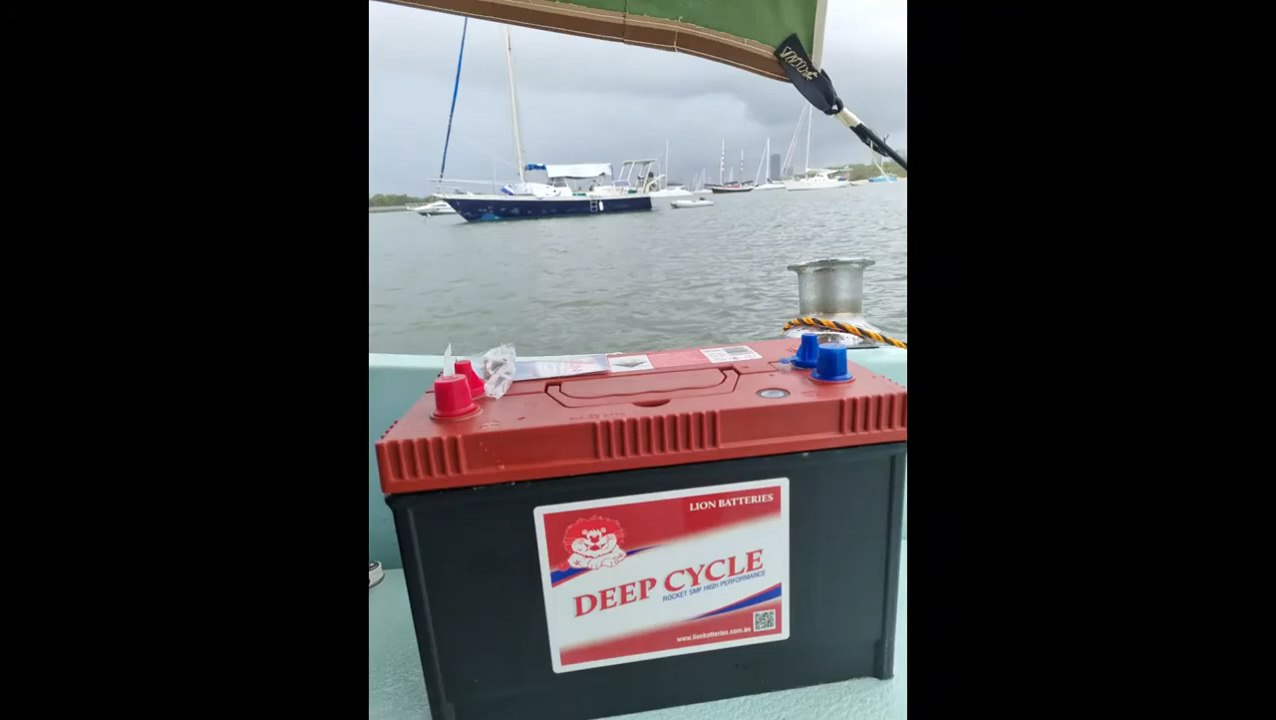 LION BATTERIES
DEEP CYCLE
ROCKET SMF HIGH PERFORMANCE
www.lionbatteries.com.au